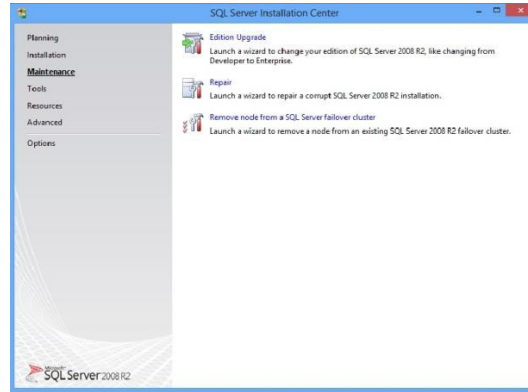 SQL Server Installation Center
Planning
Installation
Maintenance
Tools
Resources
Advanced
Options
Edition Upgrade
Launch a wizard to change your edition of SQL Server 2008 R2, like changing from
Developer to Enterprise.
Repair
Launch a wizard to repair a corrupt SQL Server 2008 R2 installation.
Remove node from a SQL Server failover cluster
Launch a wizard to remove a node from an existing SQL Server 2008 R2 failover cluster.
Microsoft
SQL Server 2008 R2